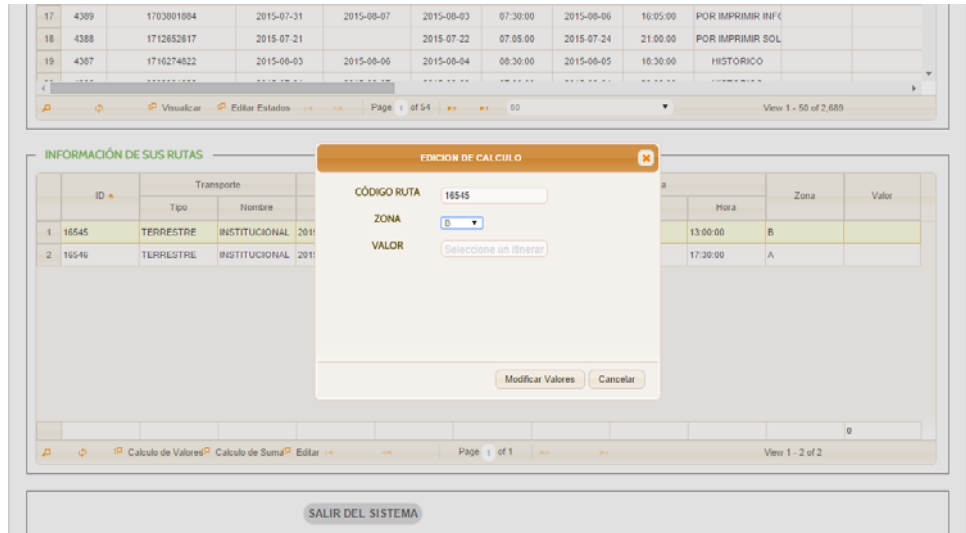 17 4389 1703801884 2015-07-31 2015-08-07 2015-08-03 07:30:00 2015-08-06 16:05:00 POR IMPRIMIR INFO
18 4388 1712652617 2015-07-21 2015-07-22 07:05:00 2015-07-24 21:00:00 POR IMPRIMIR SOL
19 4387 1716274822 2015-08-03 2015-08-06 2015-08-04 08:30:00 2015-08-05 18:30:00 HISTORICO
Visualizar Editar Estados Page 1 of 54 View 1 - 50 of 2,689
INFORMACIÓN DE SUS RUTAS
EDICION DE CALCULO
ID Transporte Zona Valor
Tipo Nombre Hora
CÓDIGO RUTA 16545
ZONA
VALOR Seleccione un itinerar
1 16545 TERRESTRE INSTITUCIONAL 13:00:00 B
2 16546 TERRESTRE INSTITUCIONAL 17:30:00 A
Modificar Valores Cancelar
0
Calculo de Valores Calculo de Suma Editar Page 1 of 1 View 1 - 2 of 2
SALIR DEL SISTEMA